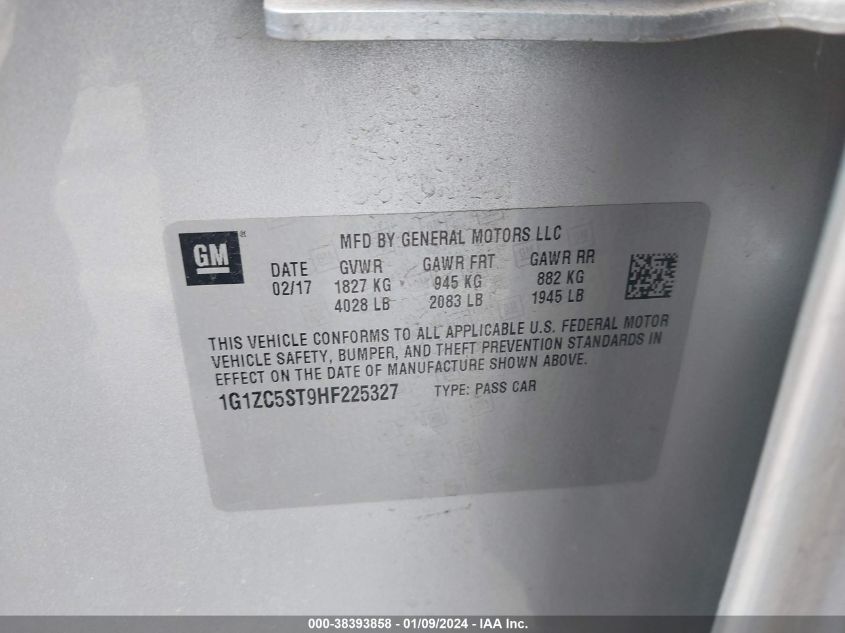 GM
MFD BY GENERAL MOTORS LLC
DATE GVWR GAWR FRT GAWR RR
02/17 1827 KG 945 KG 882 KG
4028 LB 2083 LB 1945 LB
THIS VEHICLE CONFORMS TO ALL APPLICABLE U.S. FEDERAL MOTOR
VEHICLE SAFETY, BUMPER, AND THEFT PREVENTION STANDARDS IN
EFFECT ON THE DATE OF MANUFACTURE SHOWN ABOVE.
1G1ZC5ST9HF225327 TYPE: PASS CAR
000-38393858 - 01/09/2024 - IAA Inc.